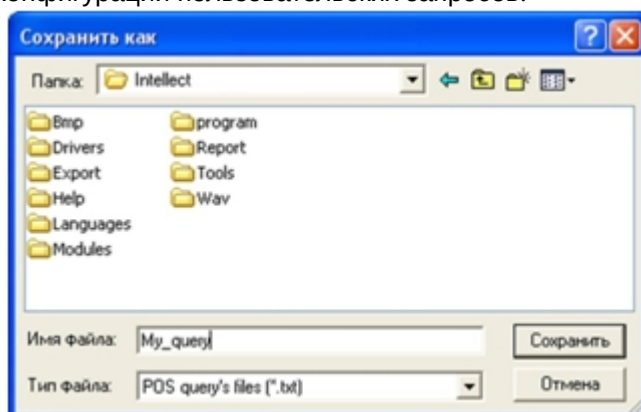 конфигурации пользовательских запросов.
Сохранить как
Папка: Intellect
Bmp program
Drivers Report
Export Tools
Help Wav
Languages
Modules
Имя файла: My_query Сохранить
Тип файла: POS query's files (*.txt) Отмена